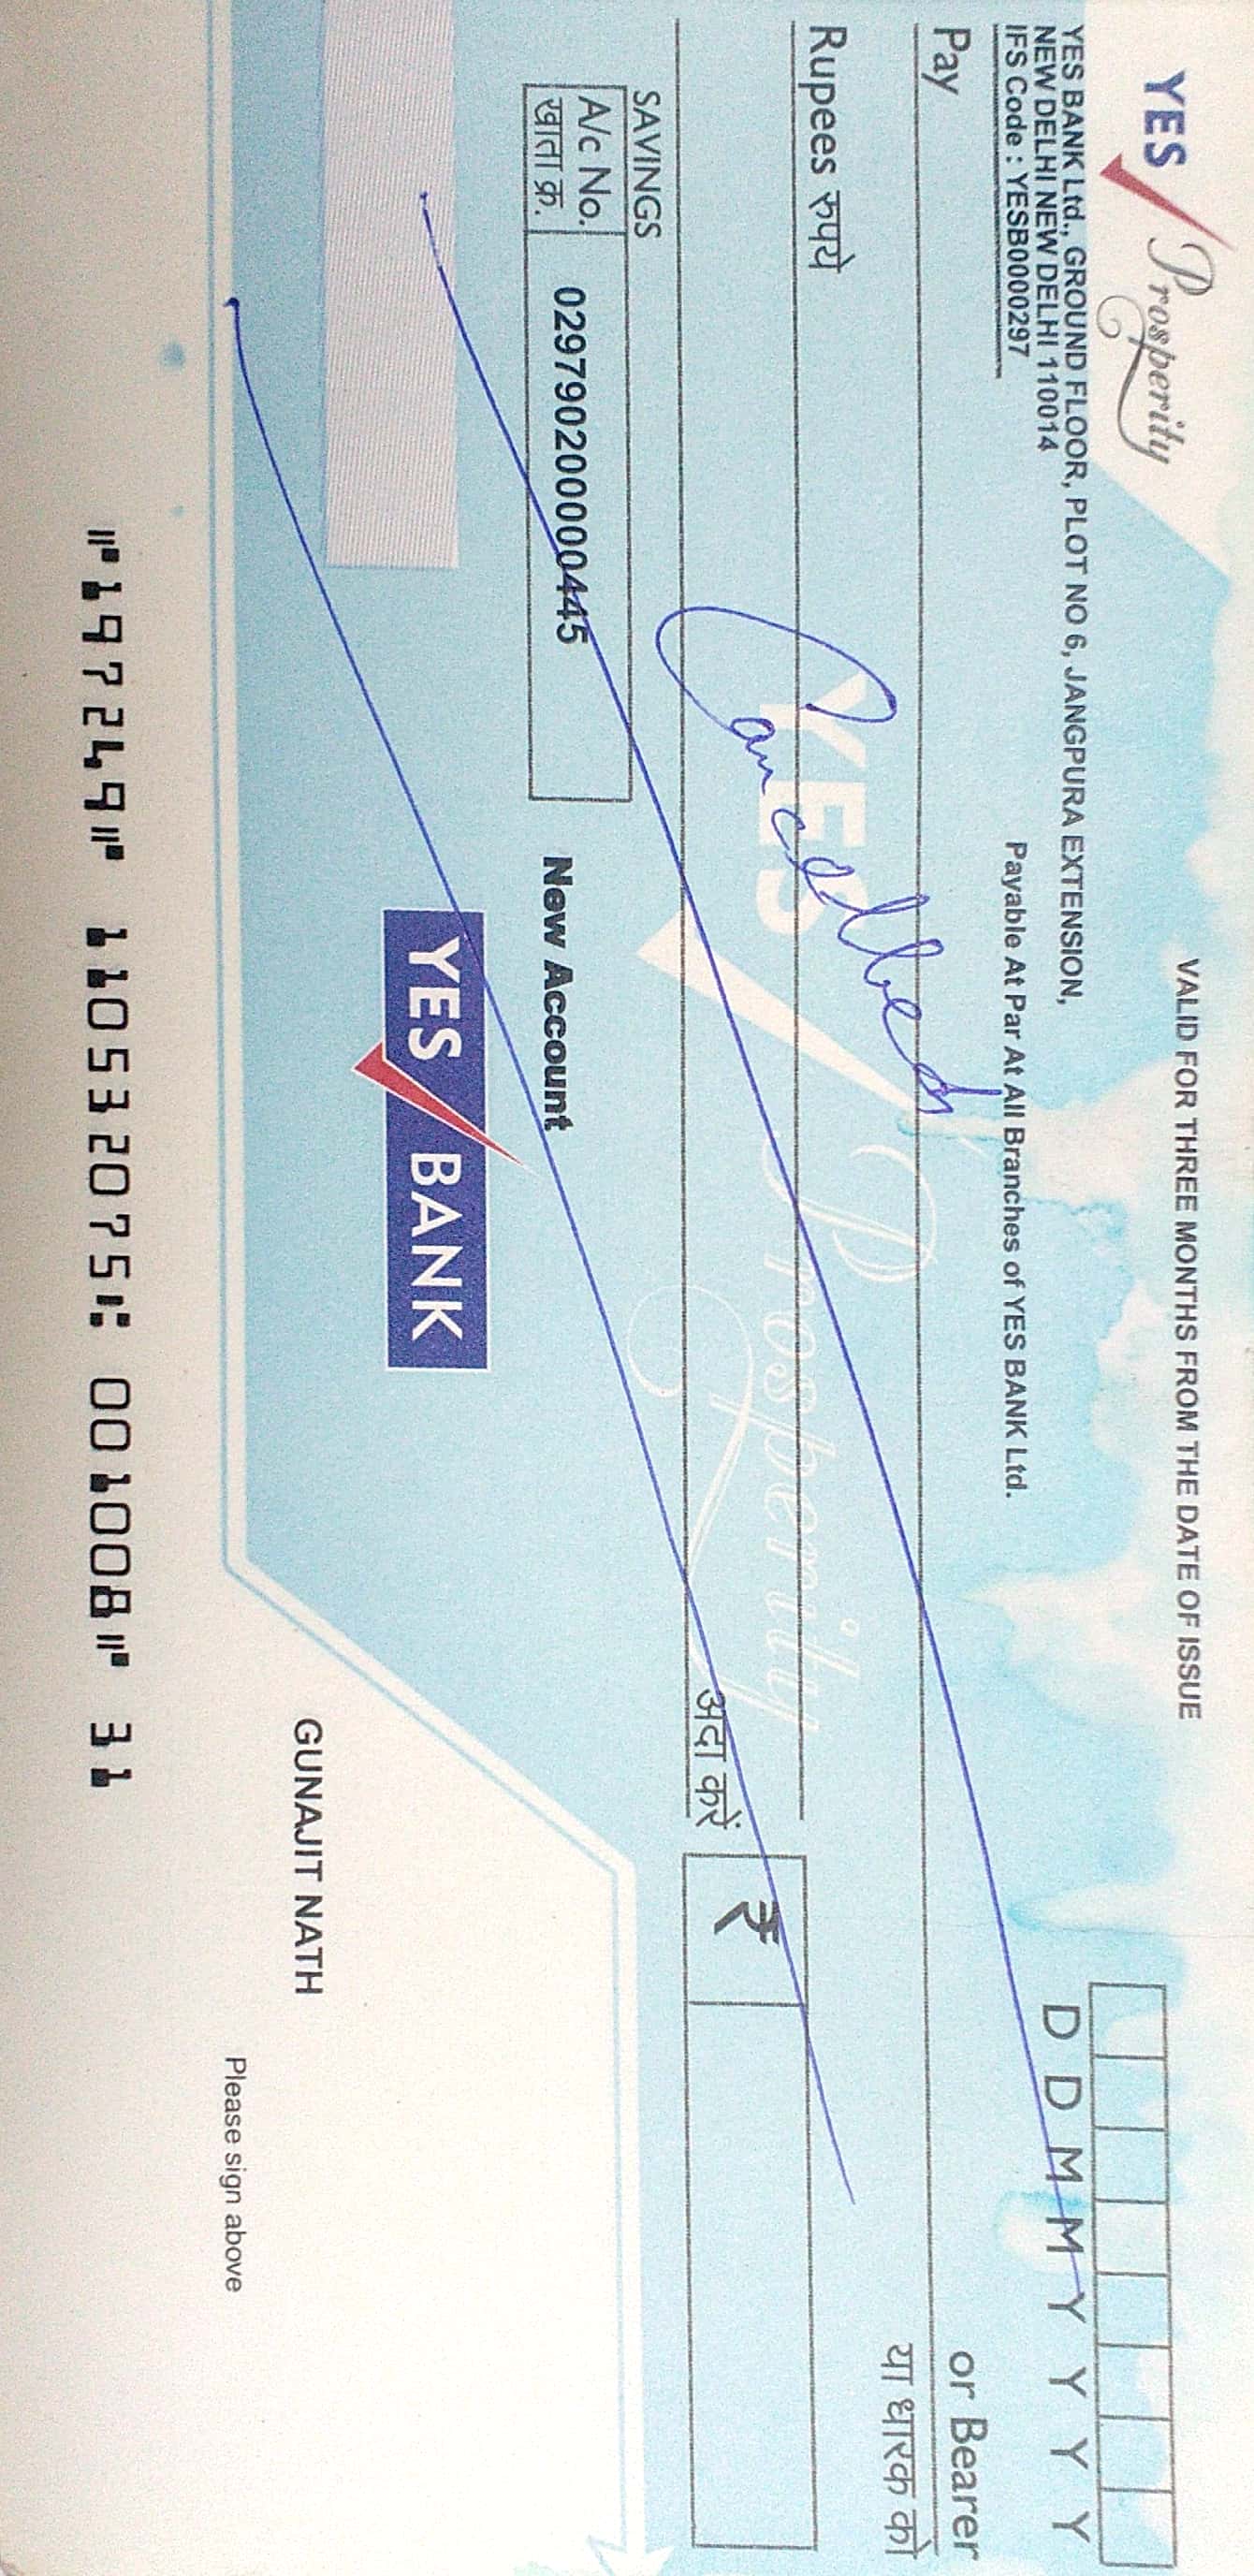 YES Prosperity
VALID FOR THREE MONTHS FROM THE DATE OF ISSUE
YES BANK Ltd., GROUND FLOOR, PLOT NO 6, JANGPURA EXTENSION,
NEW DELHI NEW DELHI 110014
IFS Code : YESB0000297
D D M M Y Y Y Y
Payable At Par At All Branches of YES BANK Ltd.
Pay
or Bearer
या धारक को
Cancelled
YES Prosperity
Rupees रुपये
अदा करें
₹
SAVINGS
A/c No. 029790200000445
खाता क्र.
New Account
YES BANK
GUNAJIT NATH
Please sign above
⑈197249⑈ 110532075⑆ 001008⑈ 31